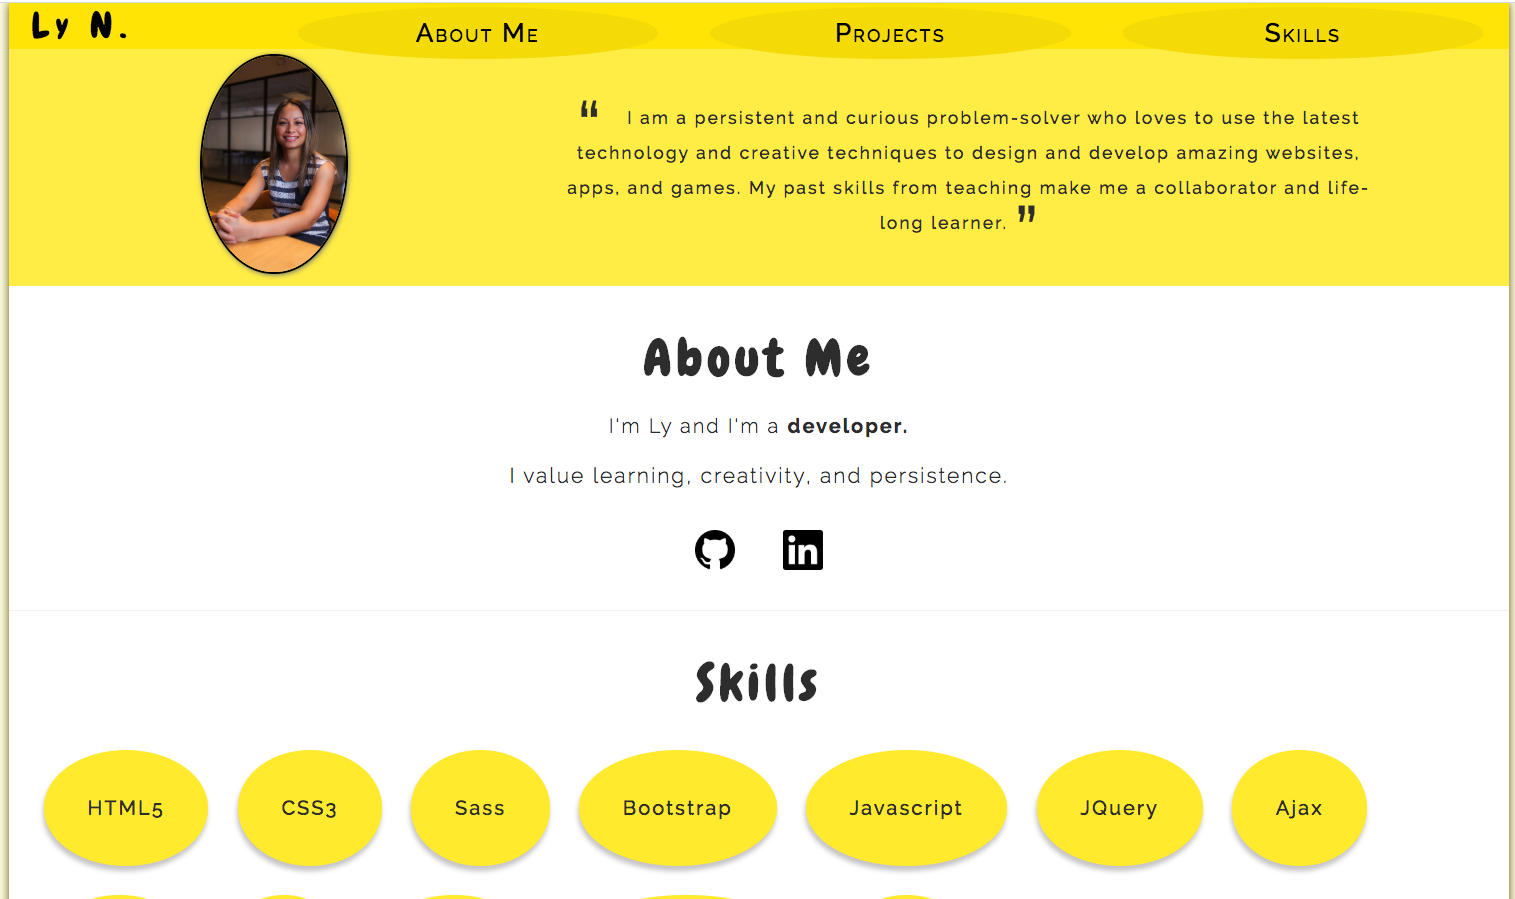 Ly N.
About Me
Projects
Skills
“ I am a persistent and curious problem-solver who loves to use the latest
technology and creative techniques to design and develop amazing websites,
apps, and games. My past skills from teaching make me a collaborator and life-
long learner. ”
About Me
I'm Ly and I'm a developer.
I value learning, creativity, and persistence.
in
Skills
HTML5
CSS3
Sass
Bootstrap
Javascript
JQuery
Ajax